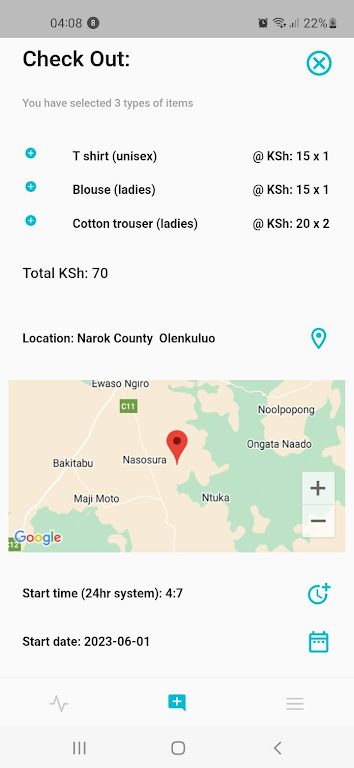 04:08 8 22%
Check Out:
You have selected 3 types of items
T shirt (unisex) @ KSh: 15 x 1
Blouse (ladies) @ KSh: 15 x 1
Cotton trouser (ladies) @ KSh: 20 x 2
Total KSh: 70
Location: Narok County Olenkuluo
Ewaso Ngiro
C11
Noolpopong
Ongata Naado
Nasosura
Bakitabu
Maji Moto
Ntuka
+
−
C12
Google
Start time (24hr system): 4:7
Start date: 2023-06-01